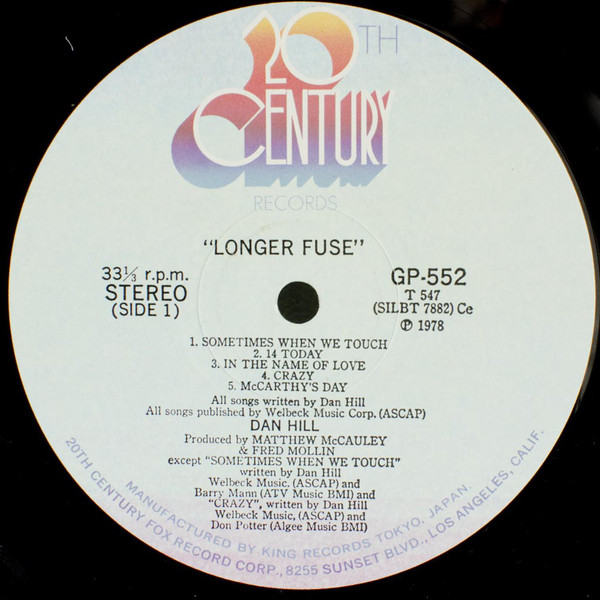 20TH
CENTURY
RECORDS
"LONGER FUSE"
33⅓ r.p.m.
STEREO
(SIDE 1)
GP-552
T 547
(SILBT 7882) Ce
Ⓟ 1978
1. SOMETIMES WHEN WE TOUCH
2. 14 TODAY
3. IN THE NAME OF LOVE
4. CRAZY
5. McCARTHY'S DAY
All songs written by Dan Hill
All songs published by Welbeck Music Corp. (ASCAP)
DAN HILL
Produced by MATTHEW McCAULEY
& FRED MOLLIN
except "SOMETIMES WHEN WE TOUCH"
written by Dan Hill
Welbeck Music. (ASCAP) and
Barry Mann (ATV Music BMI) and
"CRAZY", written by Dan Hill
Welbeck Music, (ASCAP) and
Don Potter (Algee Music BMI)
MANUFACTURED BY KING RECORDS TOKYO, JAPAN.
20TH CENTURY FOX RECORD CORP., 8255 SUNSET BLVD., LOS ANGELES, CALIF.